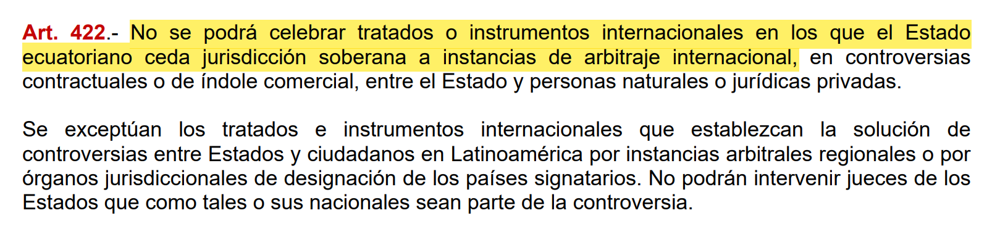 Art. 422.- No se podrá celebrar tratados o instrumentos internacionales en los que el Estado
ecuatoriano ceda jurisdicción soberana a instancias de arbitraje internacional, en controversias
contractuales o de índole comercial, entre el Estado y personas naturales o jurídicas privadas.
Se exceptúan los tratados e instrumentos internacionales que establezcan la solución de
controversias entre Estados y ciudadanos en Latinoamérica por instancias arbitrales regionales o por
órganos jurisdiccionales de designación de los países signatarios. No podrán intervenir jueces de los
Estados que como tales o sus nacionales sean parte de la controversia.